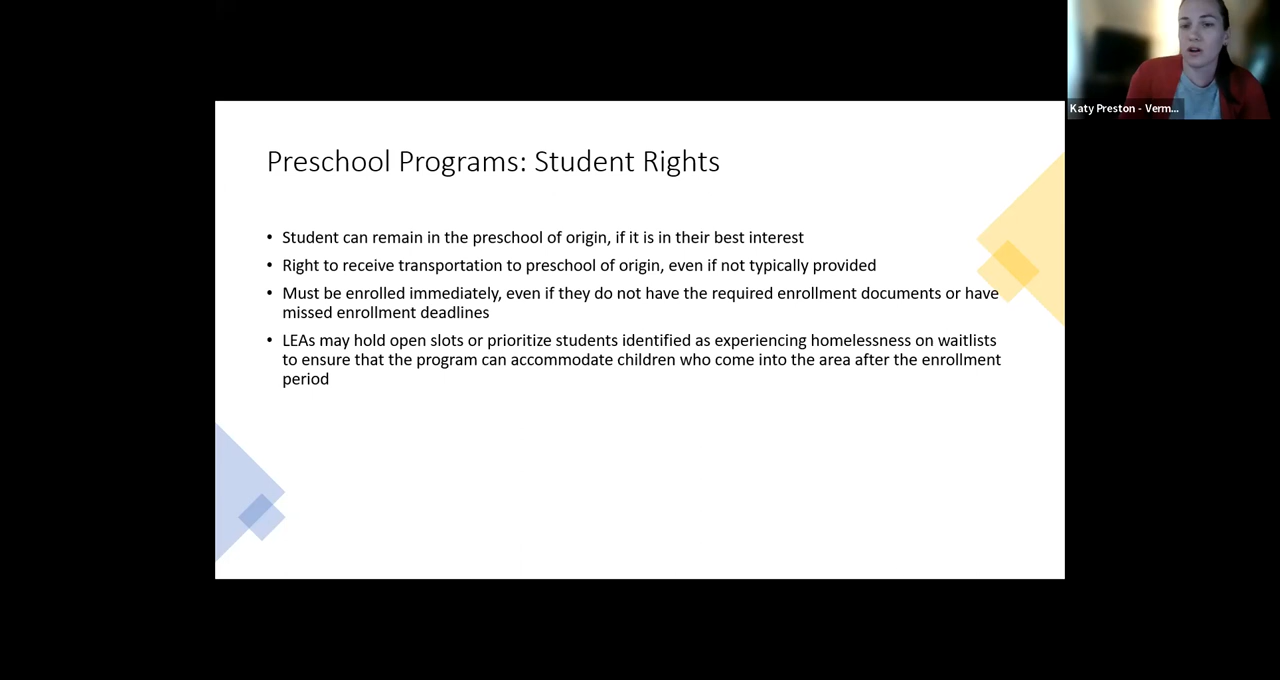 Katy Preston - Verm...
Preschool Programs: Student Rights
• Student can remain in the preschool of origin, if it is in their best interest
• Right to receive transportation to preschool of origin, even if not typically provided
• Must be enrolled immediately, even if they do not have the required enrollment documents or have
missed enrollment deadlines
• LEAs may hold open slots or prioritize students identified as experiencing homelessness on waitlists
to ensure that the program can accommodate children who come into the area after the enrollment
period